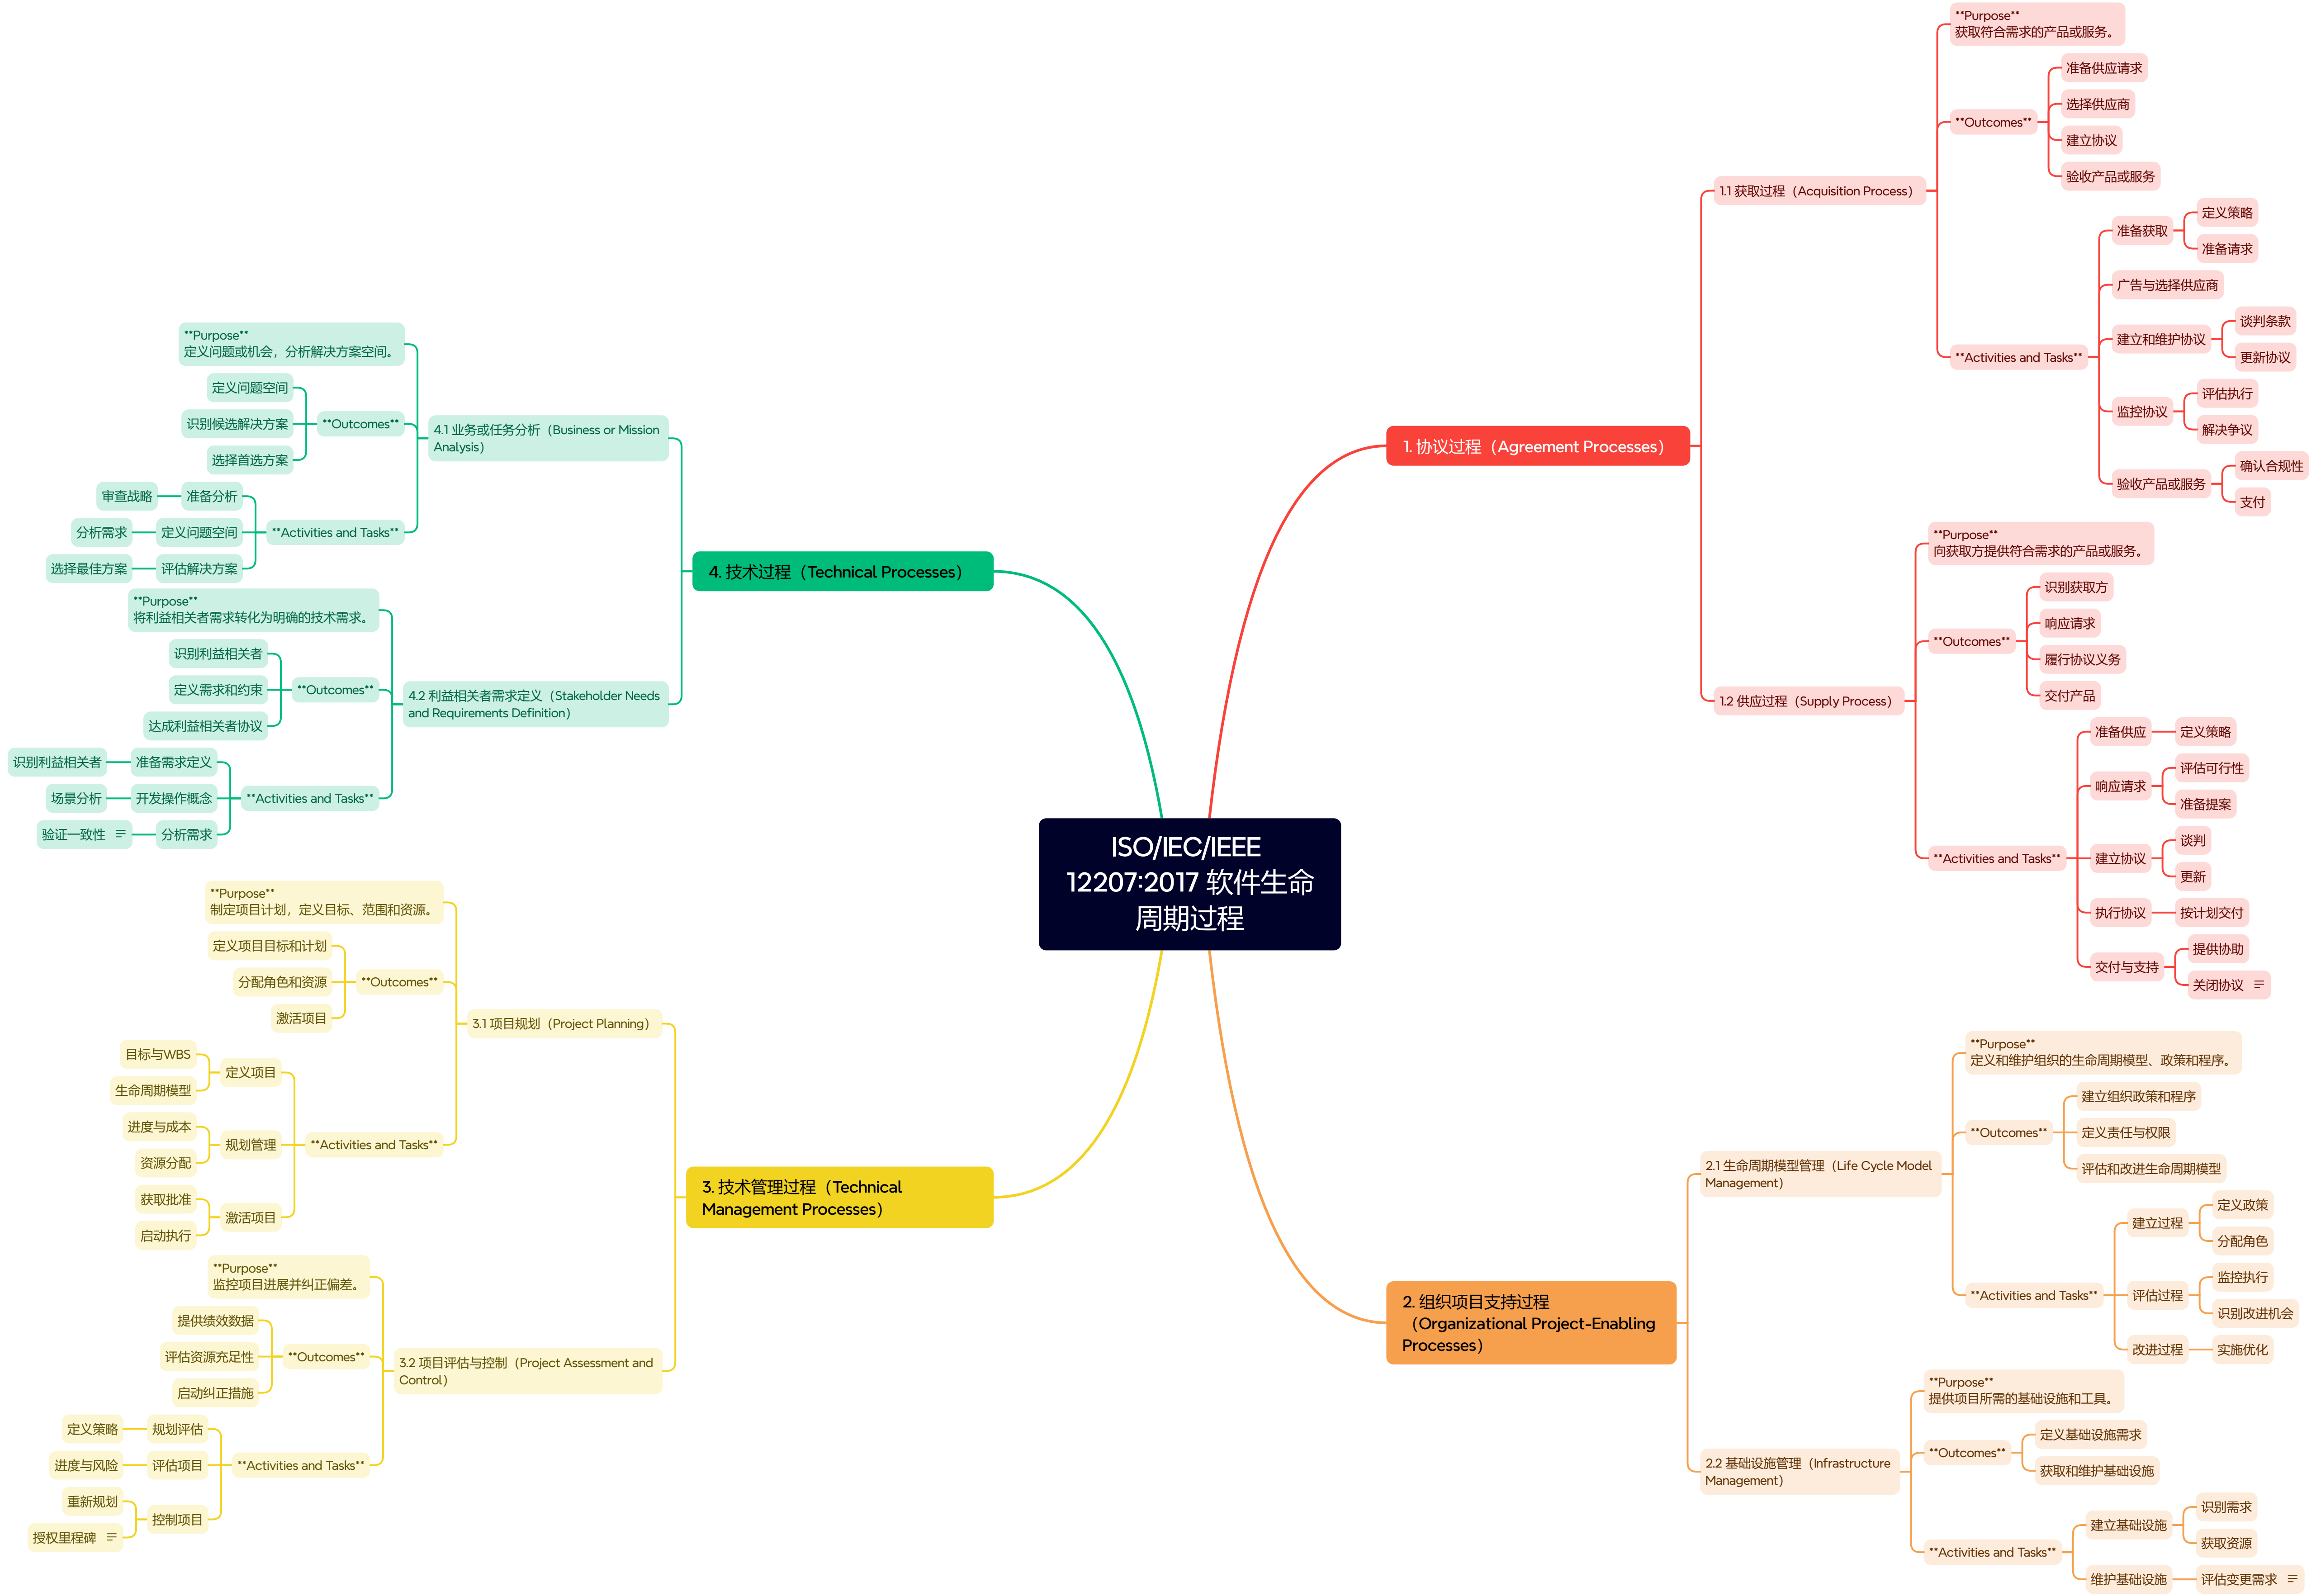 ISO/IEC/IEEE
12207:2017 软件生命
周期过程
1. 协议过程（Agreement Processes）
1.1 获取过程（Acquisition Process）
**Purpose**
获取符合需求的产品或服务。
**Outcomes**
准备供应请求
选择供应商
建立协议
验收产品或服务
**Activities and Tasks**
准备获取
定义策略
准备请求
广告与选择供应商
建立和维护协议
谈判条款
更新协议
监控协议
评估执行
解决争议
验收产品或服务
确认合规性
支付
1.2 供应过程（Supply Process）
**Purpose**
向获取方提供符合需求的产品或服务。
**Outcomes**
识别获取方
响应请求
履行协议义务
交付产品
**Activities and Tasks**
准备供应
定义策略
响应请求
评估可行性
准备提案
建立协议
谈判
更新
执行协议
按计划交付
交付与支持
提供协助
关闭协议
2. 组织项目支持过程
（Organizational Project-Enabling
Processes）
2.1 生命周期模型管理（Life Cycle Model
Management）
**Purpose**
定义和维护组织的生命周期模型、政策和程序。
**Outcomes**
建立组织政策和程序
定义责任与权限
评估和改进生命周期模型
**Activities and Tasks**
建立过程
定义政策
分配角色
评估过程
监控执行
识别改进机会
改进过程
实施优化
2.2 基础设施管理（Infrastructure
Management）
**Purpose**
提供项目所需的基础设施和工具。
**Outcomes**
定义基础设施需求
获取和维护基础设施
**Activities and Tasks**
建立基础设施
识别需求
获取资源
维护基础设施
评估变更需求
3. 技术管理过程（Technical
Management Processes）
3.1 项目规划（Project Planning）
**Purpose**
制定项目计划，定义目标、范围和资源。
**Outcomes**
定义项目目标和计划
分配角色和资源
激活项目
**Activities and Tasks**
定义项目
目标与WBS
生命周期模型
规划管理
进度与成本
资源分配
激活项目
获取批准
启动执行
3.2 项目评估与控制（Project Assessment and
Control）
**Purpose**
监控项目进展并纠正偏差。
**Outcomes**
提供绩效数据
评估资源充足性
启动纠正措施
**Activities and Tasks**
规划评估
定义策略
评估项目
进度与风险
控制项目
重新规划
授权里程碑
4. 技术过程（Technical Processes）
4.1 业务或任务分析（Business or Mission
Analysis）
**Purpose**
定义问题或机会，分析解决方案空间。
**Outcomes**
定义问题空间
识别候选解决方案
选择首选方案
**Activities and Tasks**
准备分析
审查战略
定义问题空间
分析需求
评估解决方案
选择最佳方案
4.2 利益相关者需求定义（Stakeholder Needs
and Requirements Definition）
**Purpose**
将利益相关者需求转化为明确的技术需求。
**Outcomes**
识别利益相关者
定义需求和约束
达成利益相关者协议
**Activities and Tasks**
准备需求定义
识别利益相关者
开发操作概念
场景分析
分析需求
验证一致性